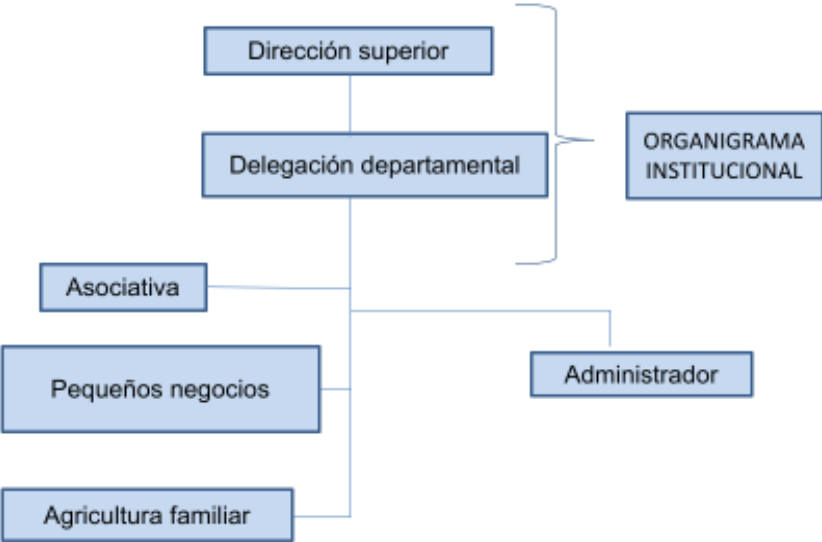 Dirección superior
Delegación departamental
ORGANIGRAMA
INSTITUCIONAL
Asociativa
Pequeños negocios
Administrador
Agricultura familiar